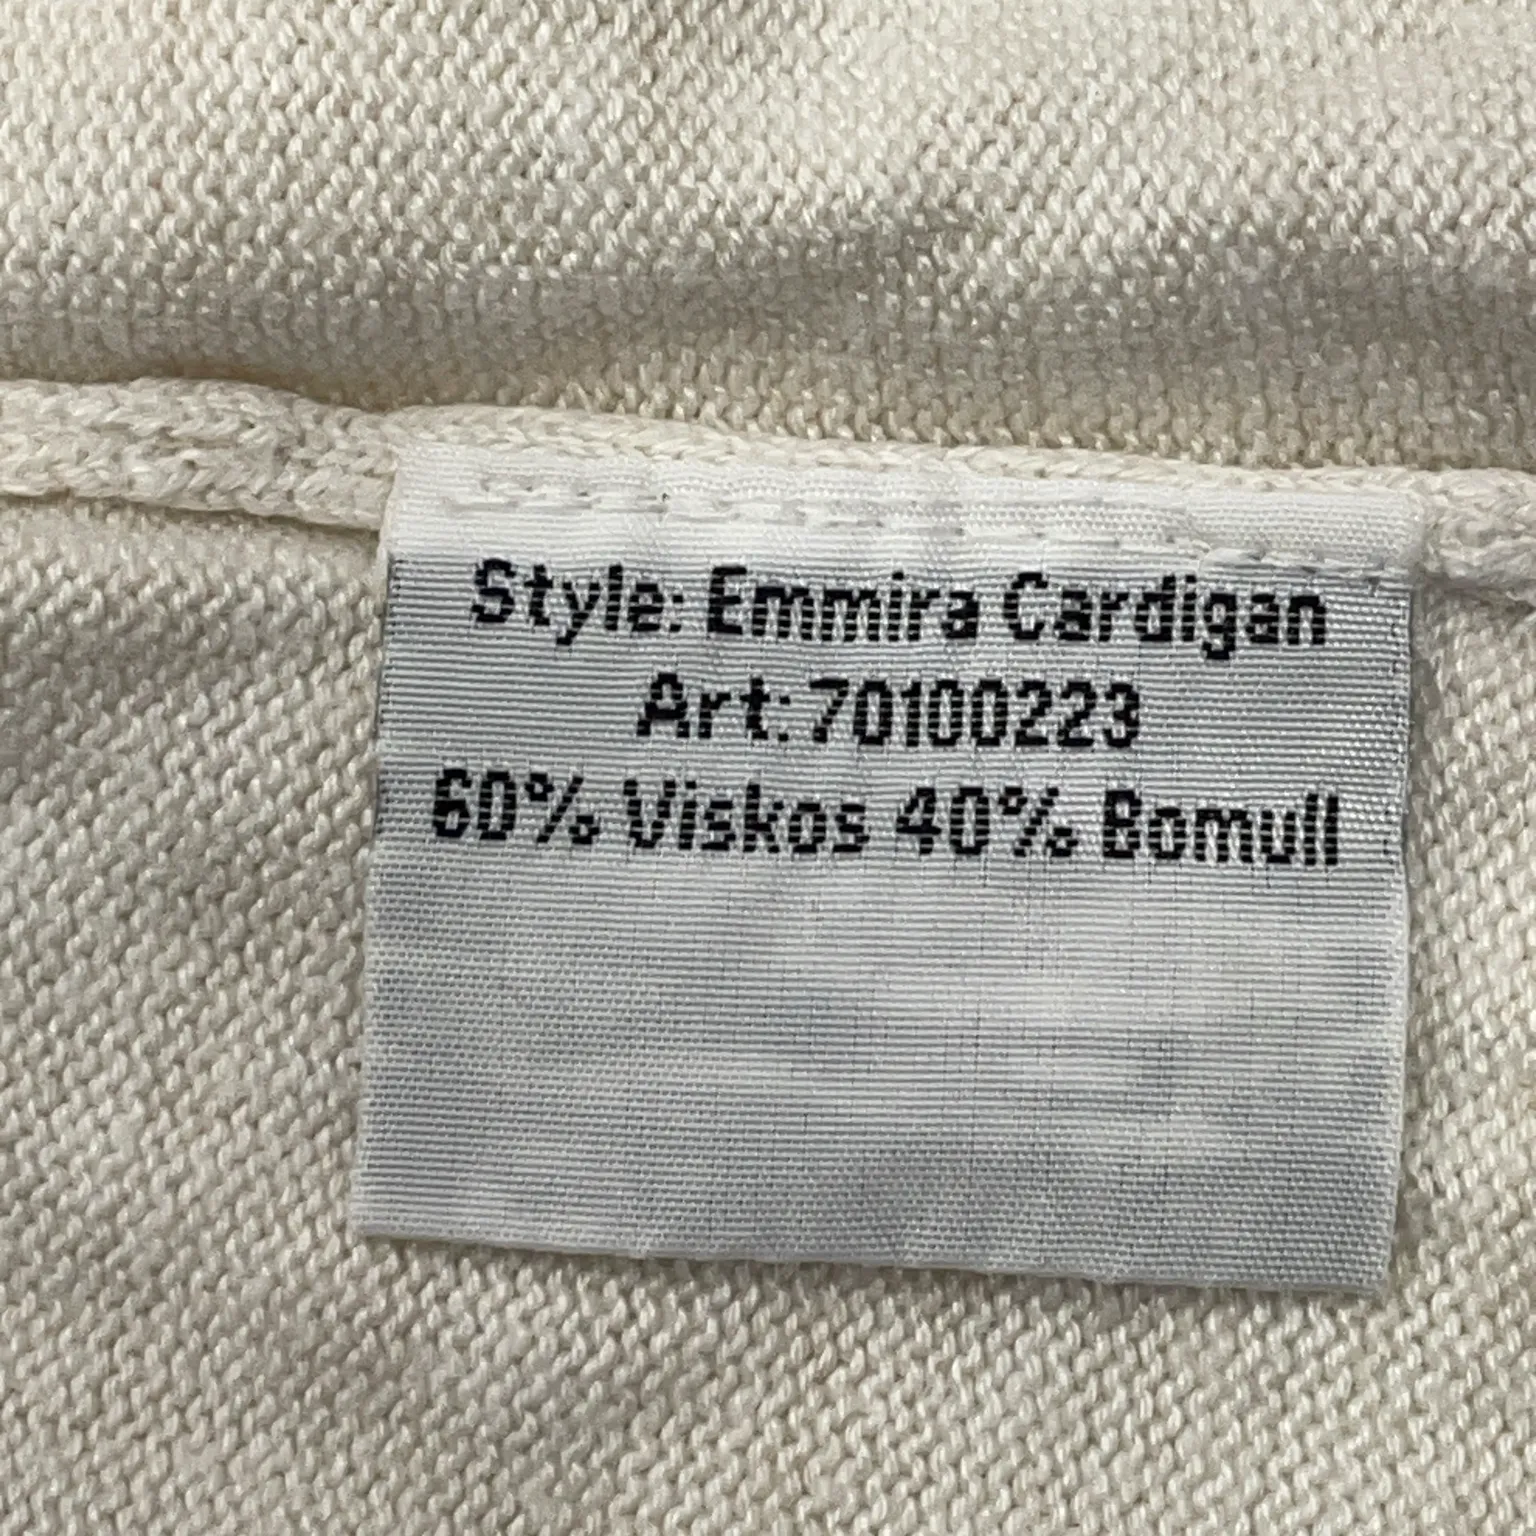 Style: Emmira Cardigan
Art: 70100223
60% Viskos 40% Bomull